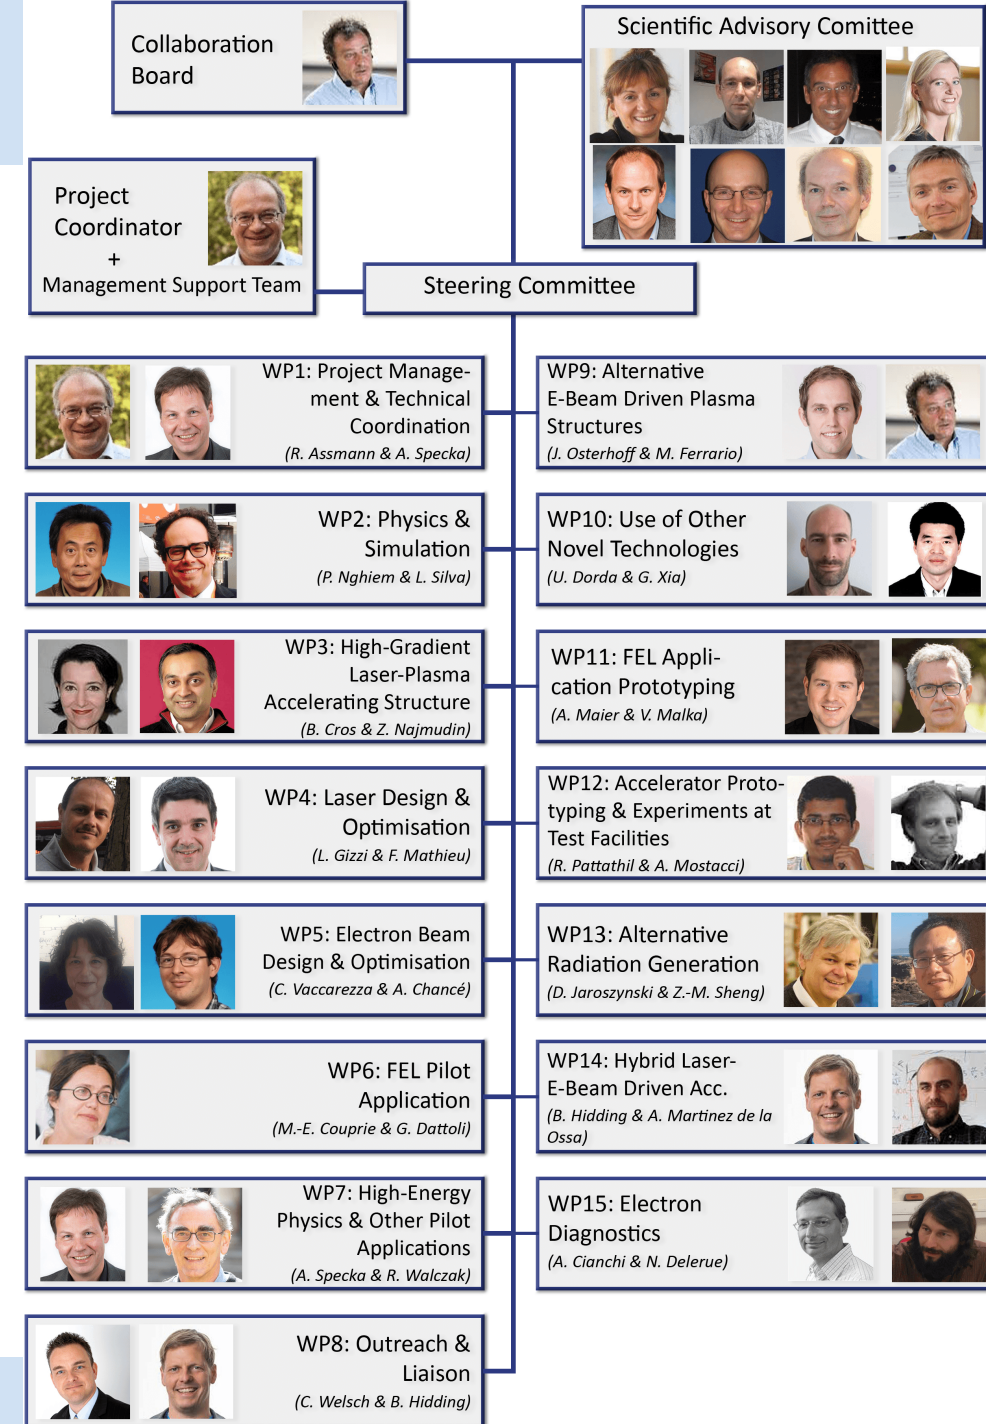 Collaboration
Board
Scientific Advisory Comittee
Project
Coordinator
+
Management Support Team
Steering Committee
WP1: Project Manage-
ment & Technical
Coordination
(R. Assmann & A. Specka)
WP2: Physics &
Simulation
(P. Nghiem & L. Silva)
WP3: High-Gradient
Laser-Plasma
Accelerating Structure
(B. Cros & Z. Najmudin)
WP4: Laser Design &
Optimisation
(L. Gizzi & F. Mathieu)
WP5: Electron Beam
Design & Optimisation
(C. Vaccarezza & A. Chancé)
WP6: FEL Pilot
Application
(M.-E. Couprie & G. Dattoli)
WP7: High-Energy
Physics & Other Pilot
Applications
(A. Specka & R. Walczak)
WP8: Outreach &
Liaison
(C. Welsch & B. Hidding)
WP9: Alternative
E-Beam Driven Plasma
Structures
(J. Osterhoff & M. Ferrario)
WP10: Use of Other
Novel Technologies
(U. Dorda & G. Xia)
WP11: FEL Appli-
cation Prototyping
(A. Maier & V. Malka)
WP12: Accelerator Proto-
typing & Experiments at
Test Facilities
(R. Pattathil & A. Mostacci)
WP13: Alternative
Radiation Generation
(D. Jaroszynski & Z.-M. Sheng)
WP14: Hybrid Laser-
E-Beam Driven Acc.
(B. Hidding & A. Martinez de la
Ossa)
WP15: Electron
Diagnostics
(A. Cianchi & N. Delerue)